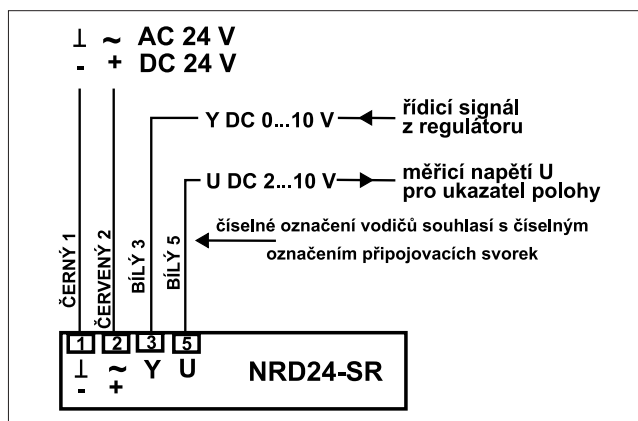 ⊥ ~ AC 24 V
- + DC 24 V
Y DC 0...10 V
řídicí signál
z regulátoru
U DC 2...10 V
měřicí napětí U
pro ukazatel polohy
číselné označení vodičů souhlasí s číselným
označením připojovacích svorek
ČERNÝ 1
ČERVENÝ 2
BÍLÝ 3
BÍLÝ 5
1 2 3 5
⊥ ~ Y U
- +
NRD24-SR